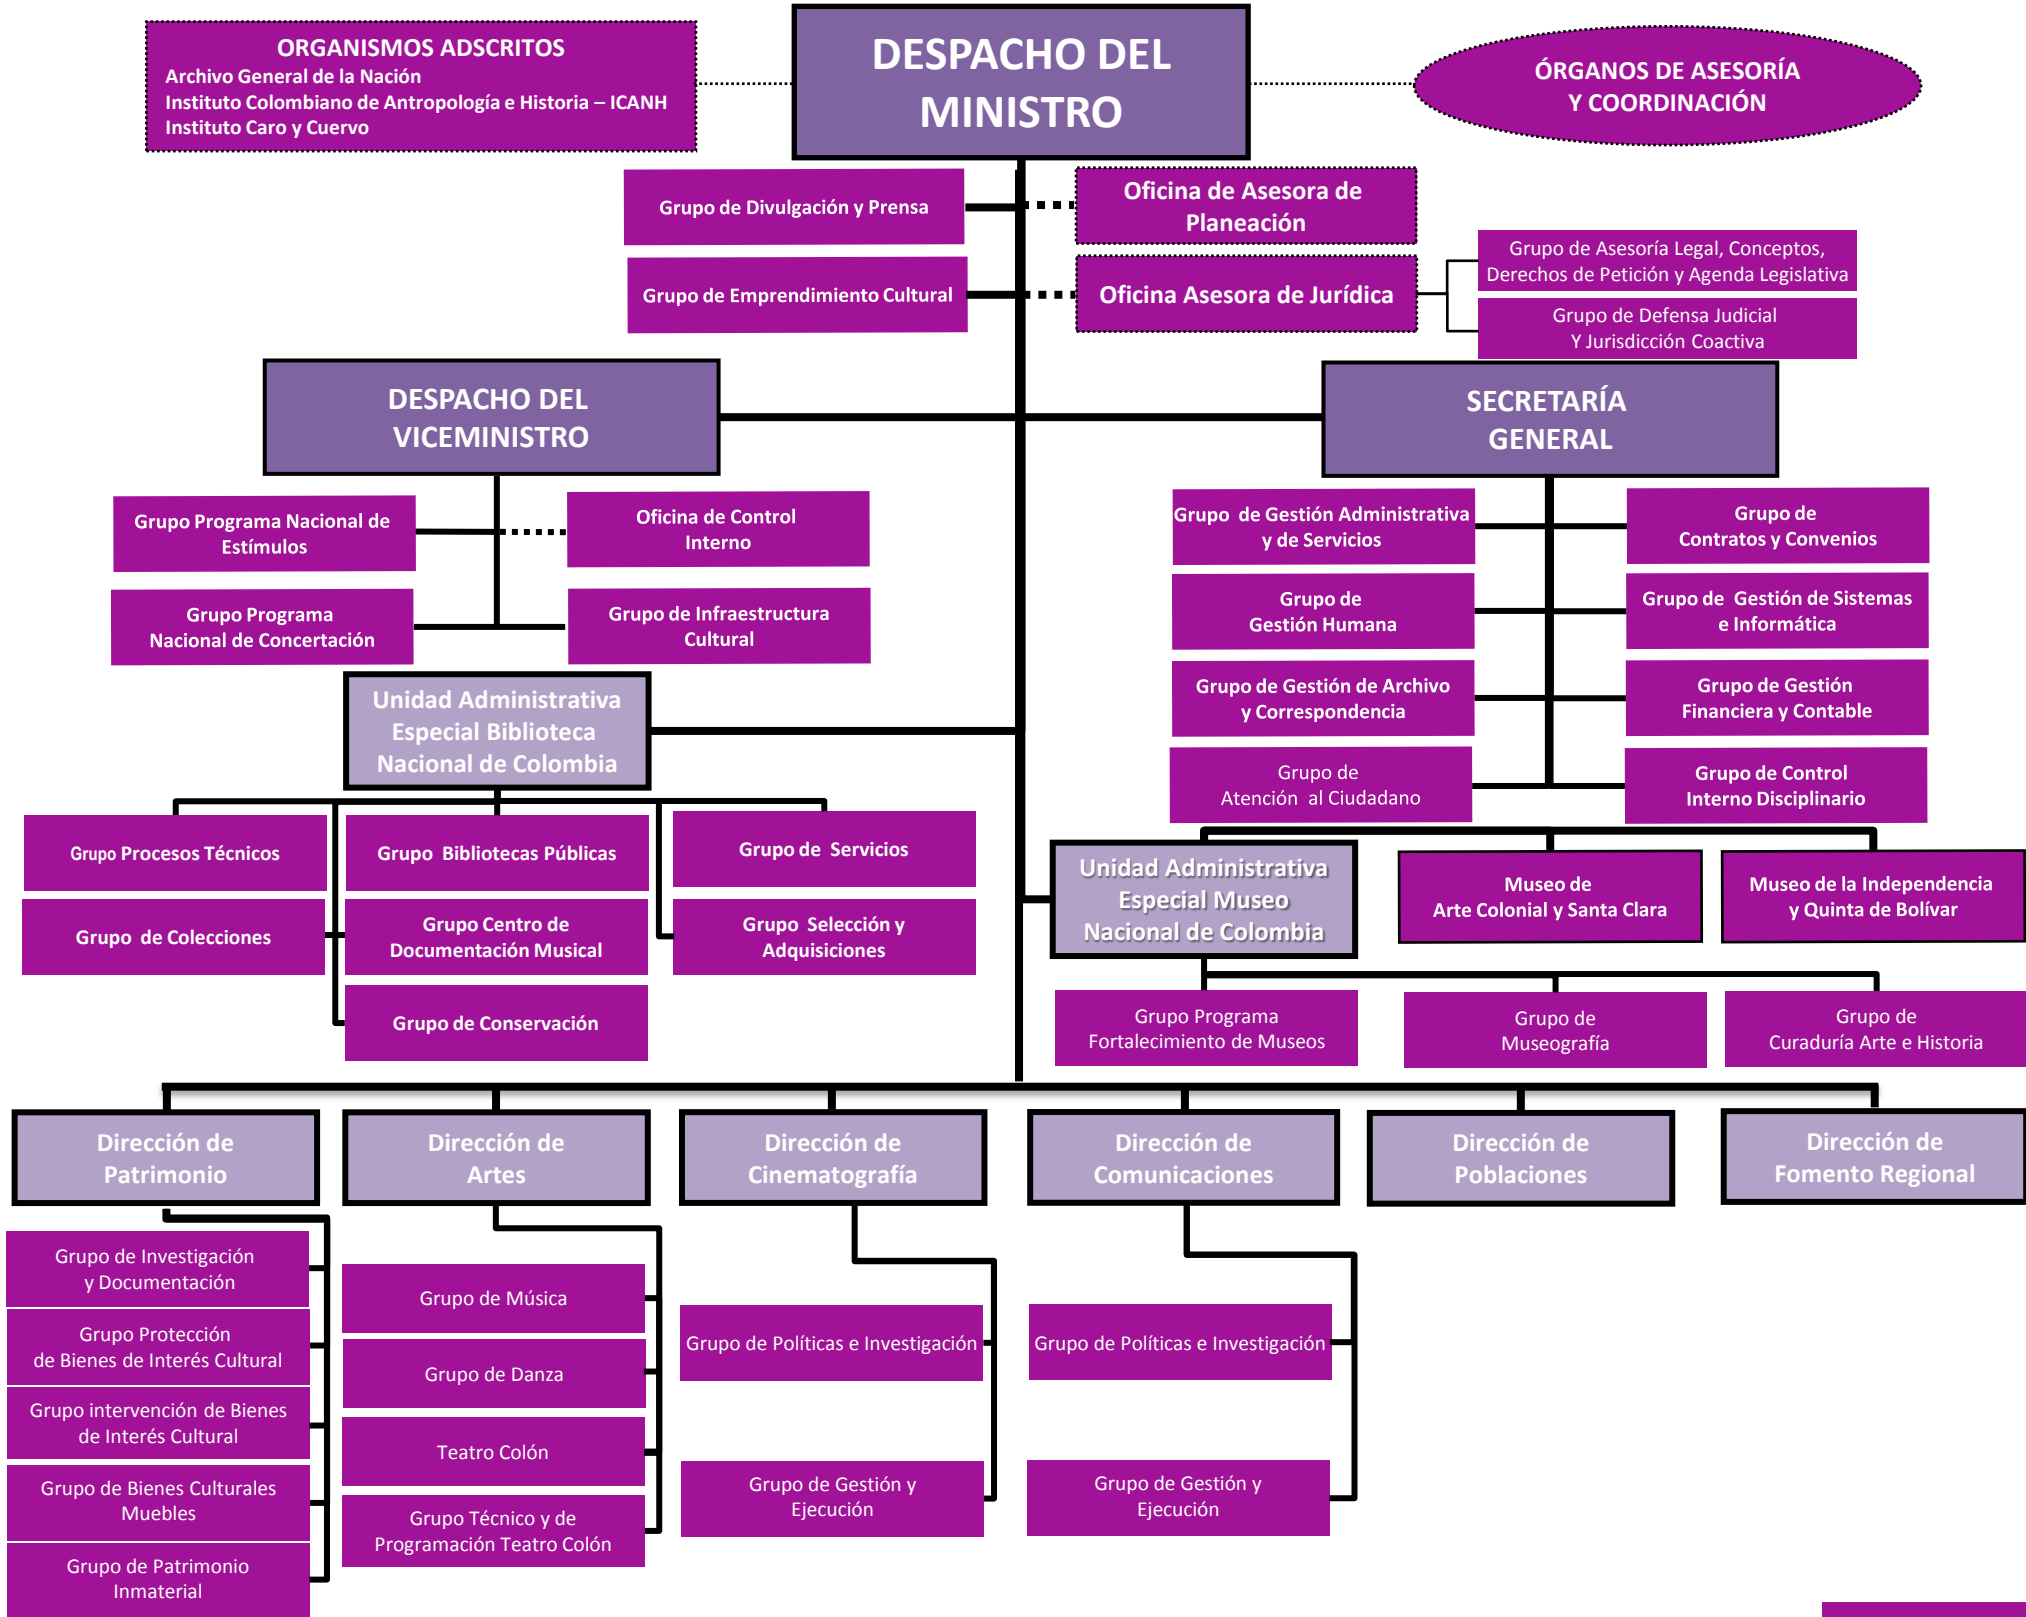 ORGANISMOS ADSCRITOS
Archivo General de la Nación
Instituto Colombiano de Antropología e Historia – ICANH
Instituto Caro y Cuervo
DESPACHO DEL
MINISTRO
ÓRGANOS DE ASESORÍA
Y COORDINACIÓN
Grupo de Divulgación y Prensa
Oficina de Asesora de
Planeación
Grupo de Emprendimiento Cultural
Oficina Asesora de Jurídica
Grupo de Asesoría Legal, Conceptos,
Derechos de Petición y Agenda Legislativa
Grupo de Defensa Judicial
Y Jurisdicción Coactiva
DESPACHO DEL
VICEMINISTRO
SECRETARÍA
GENERAL
Grupo Programa Nacional de
Estímulos
Oficina de Control
Interno
Grupo Programa
Nacional de Concertación
Grupo de Infraestructura
Cultural
Grupo de Gestión Administrativa
y de Servicios
Grupo de
Contratos y Convenios
Grupo de
Gestión Humana
Grupo de Gestión de Sistemas
e Informática
Grupo de Gestión de Archivo
y Correspondencia
Grupo de Gestión
Financiera y Contable
Grupo de
Atención al Ciudadano
Grupo de Control
Interno Disciplinario
Unidad Administrativa
Especial Biblioteca
Nacional de Colombia
Grupo Procesos Técnicos
Grupo Bibliotecas Públicas
Grupo de Servicios
Grupo de Colecciones
Grupo Centro de
Documentación Musical
Grupo Selección y
Adquisiciones
Grupo de Conservación
Unidad Administrativa
Especial Museo
Nacional de Colombia
Museo de
Arte Colonial y Santa Clara
Museo de la Independencia
y Quinta de Bolívar
Grupo Programa
Fortalecimiento de Museos
Grupo de
Museografía
Grupo de
Curaduría Arte e Historia
Dirección de
Patrimonio
Dirección de
Artes
Dirección de
Cinematografía
Dirección de
Comunicaciones
Dirección de
Poblaciones
Dirección de
Fomento Regional
Grupo de Investigación
y Documentación
Grupo Protección
de Bienes de Interés Cultural
Grupo intervención de Bienes
de Interés Cultural
Grupo de Bienes Culturales
Muebles
Grupo de Patrimonio
Inmaterial
Grupo de Música
Grupo de Danza
Teatro Colón
Grupo Técnico y de
Programación Teatro Colón
Grupo de Políticas e Investigación
Grupo de Gestión y
Ejecución
Grupo de Políticas e Investigación
Grupo de Gestión y
Ejecución